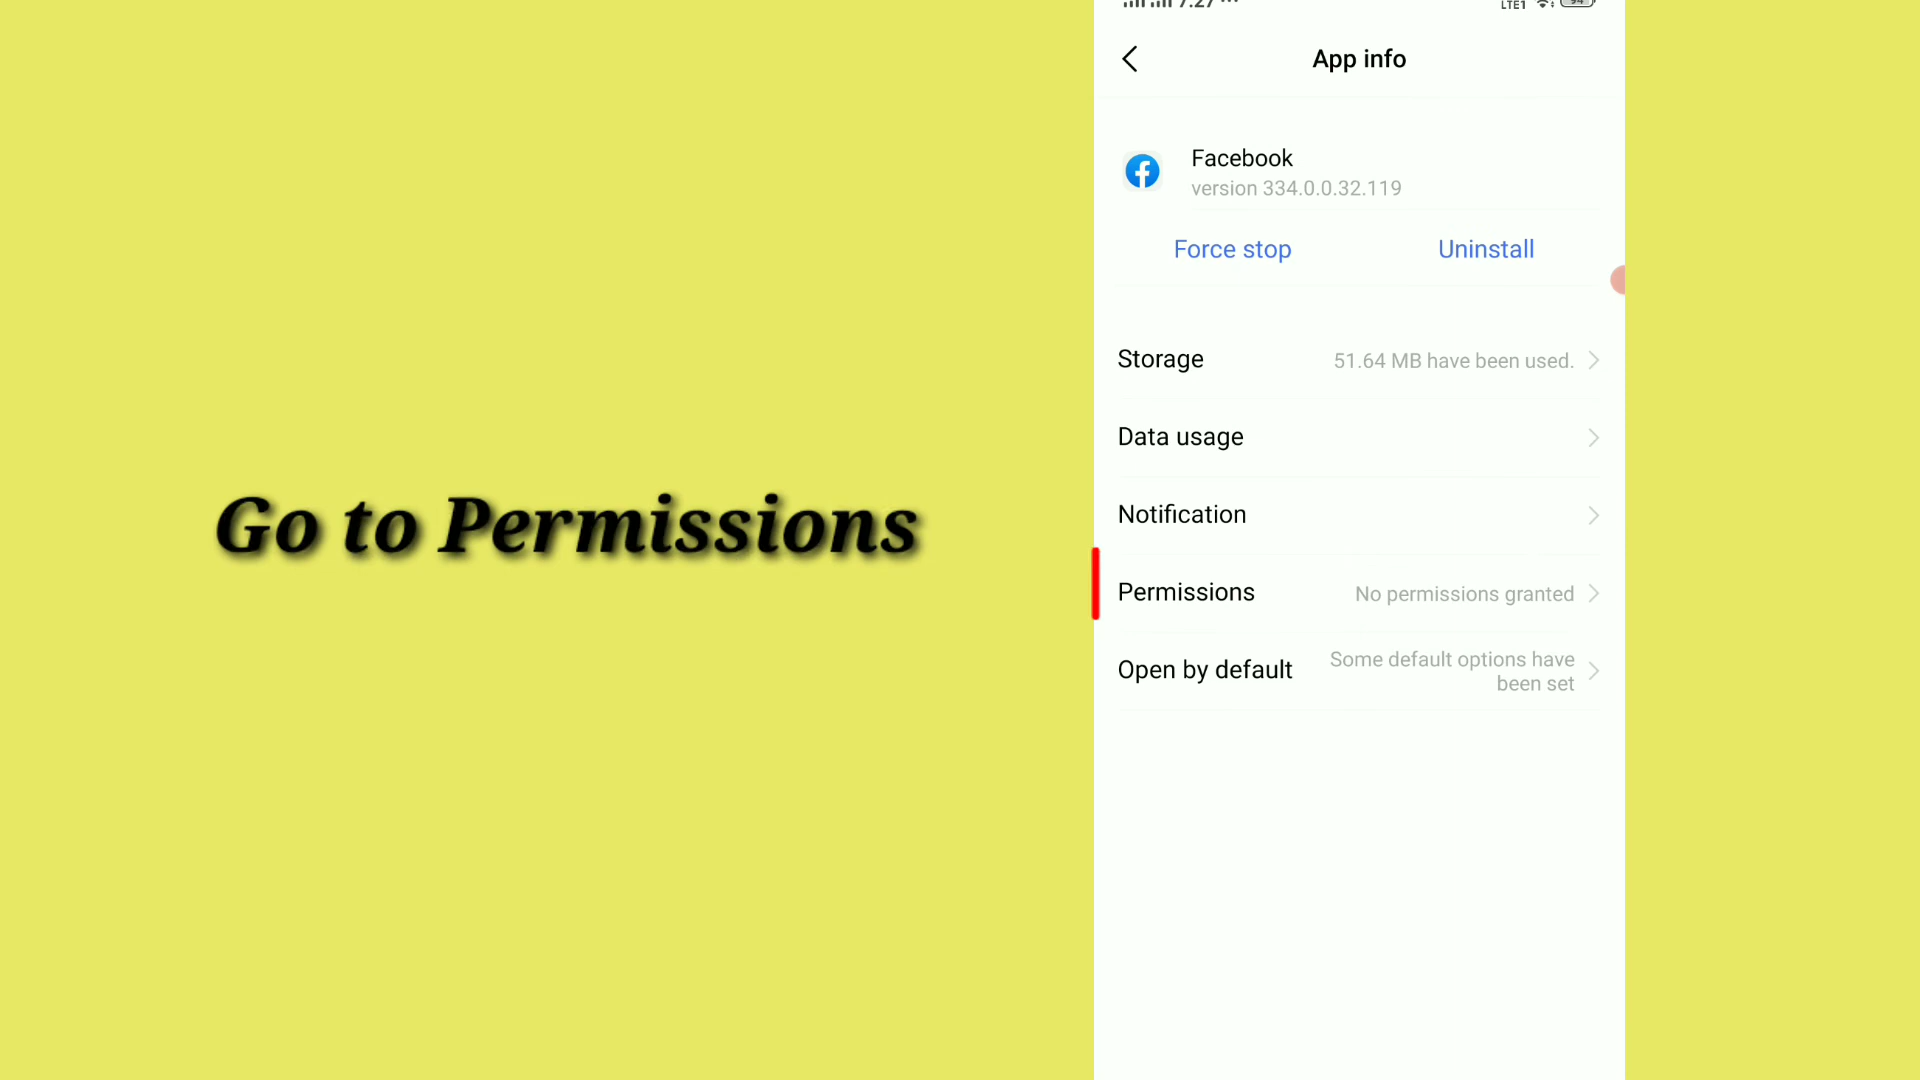 Go to Permissions
LTE1
App info
Facebook
version 334.0.0.32.119
Force stop
Uninstall
Storage
51.64 MB have been used.
Data usage
Notification
Permissions
No permissions granted
Open by default
Some default options have
been set